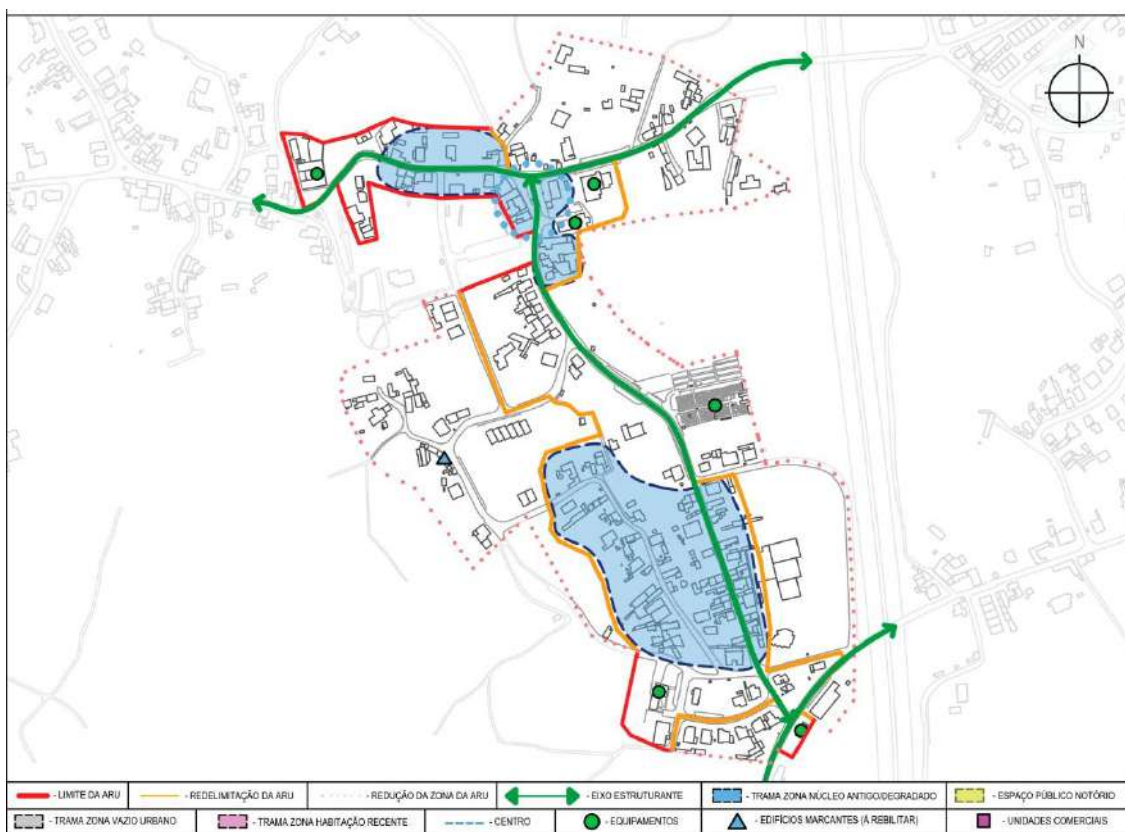 N
- LIMITE DA ARU - REDELIMITAÇÃO DA ARU - REDUÇÃO DA ZONA DA ARU - EIXO ESTRUTURANTE - TRAMA ZONA NÚCLEO ANTIGO/DEGRADADO - ESPAÇO PÚBLICO NOTÓRIO
- TRAMA ZONA VAZIO URBANO - TRAMA ZONA HABITAÇÃO RECENTE - CENTRO - EQUIPAMENTOS - EDIFÍCIOS MARCANTES (À REBILITAR) - UNIDADES COMERCIAIS